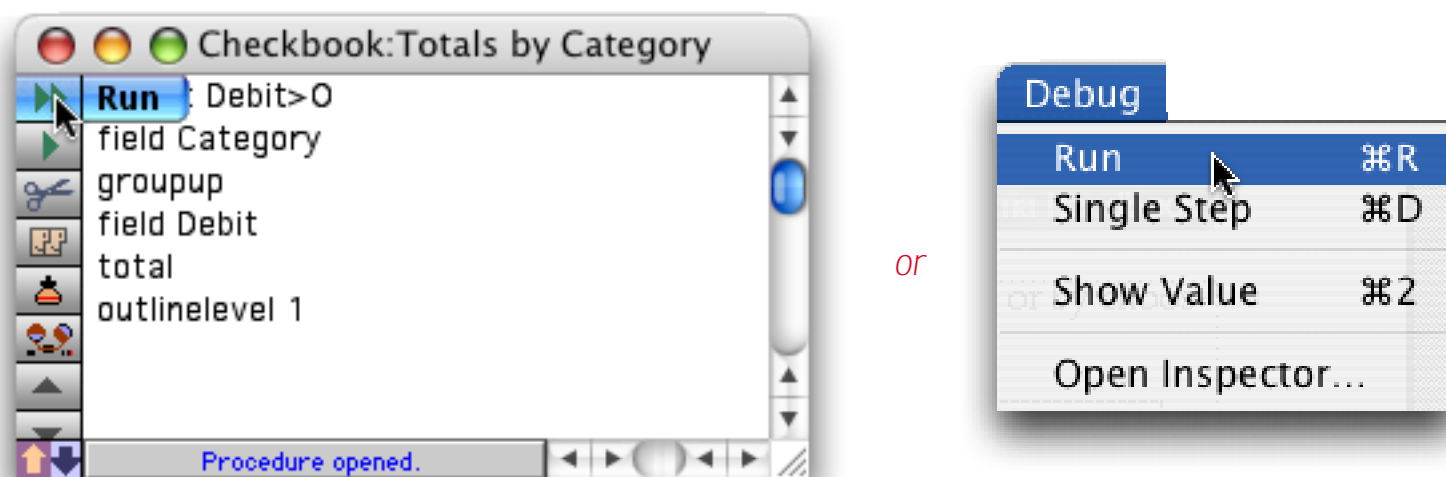 Checkbook:Totals by Category
Run : Debit>0
field Category
groupup
field Debit
total
outlinelevel 1
Procedure opened.
or
Debug
Run ⌘R
Single Step ⌘D
Show Value ⌘2
Open Inspector...